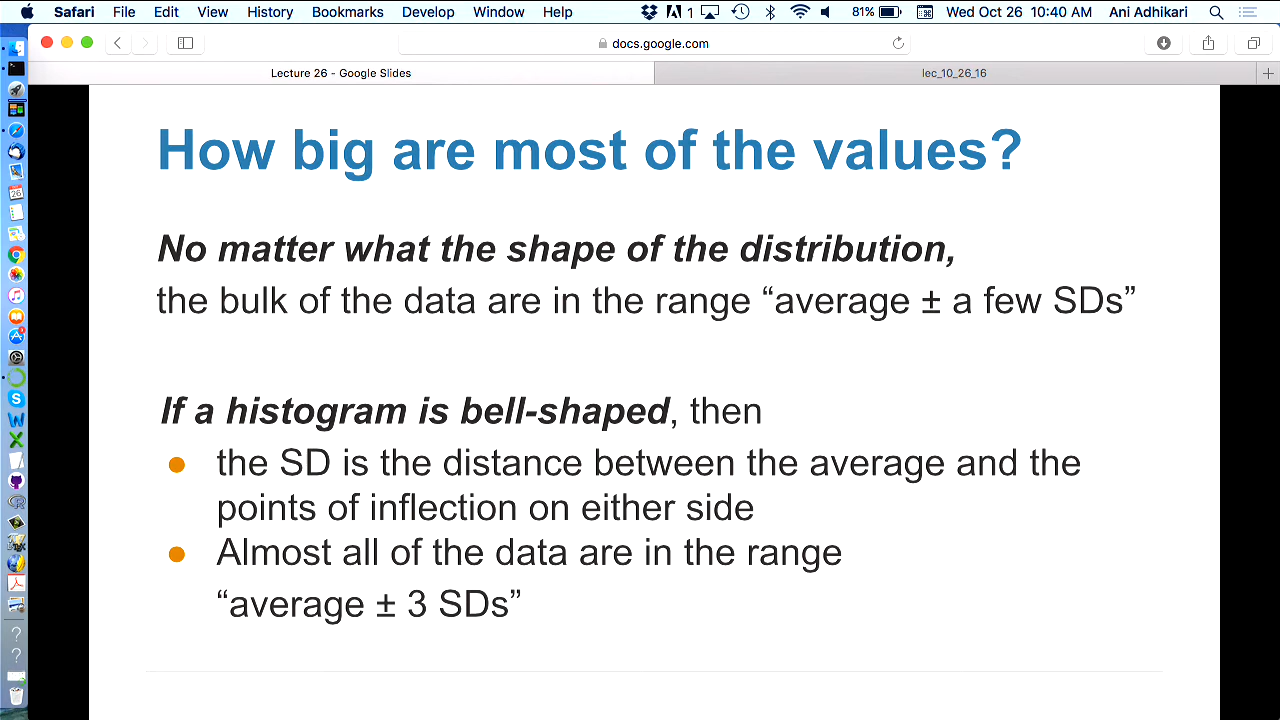 Safari File Edit View History Bookmarks Develop Window Help 1 81% Wed Oct 26 10:40 AM Ani Adhikari
docs.google.com
Lecture 26 - Google Slides lec_10_26_16
How big are most of the values?
No matter what the shape of the distribution,
the bulk of the data are in the range “average ± a few SDs”
If a histogram is bell-shaped, then
● the SD is the distance between the average and the
points of inflection on either side
● Almost all of the data are in the range
“average ± 3 SDs”